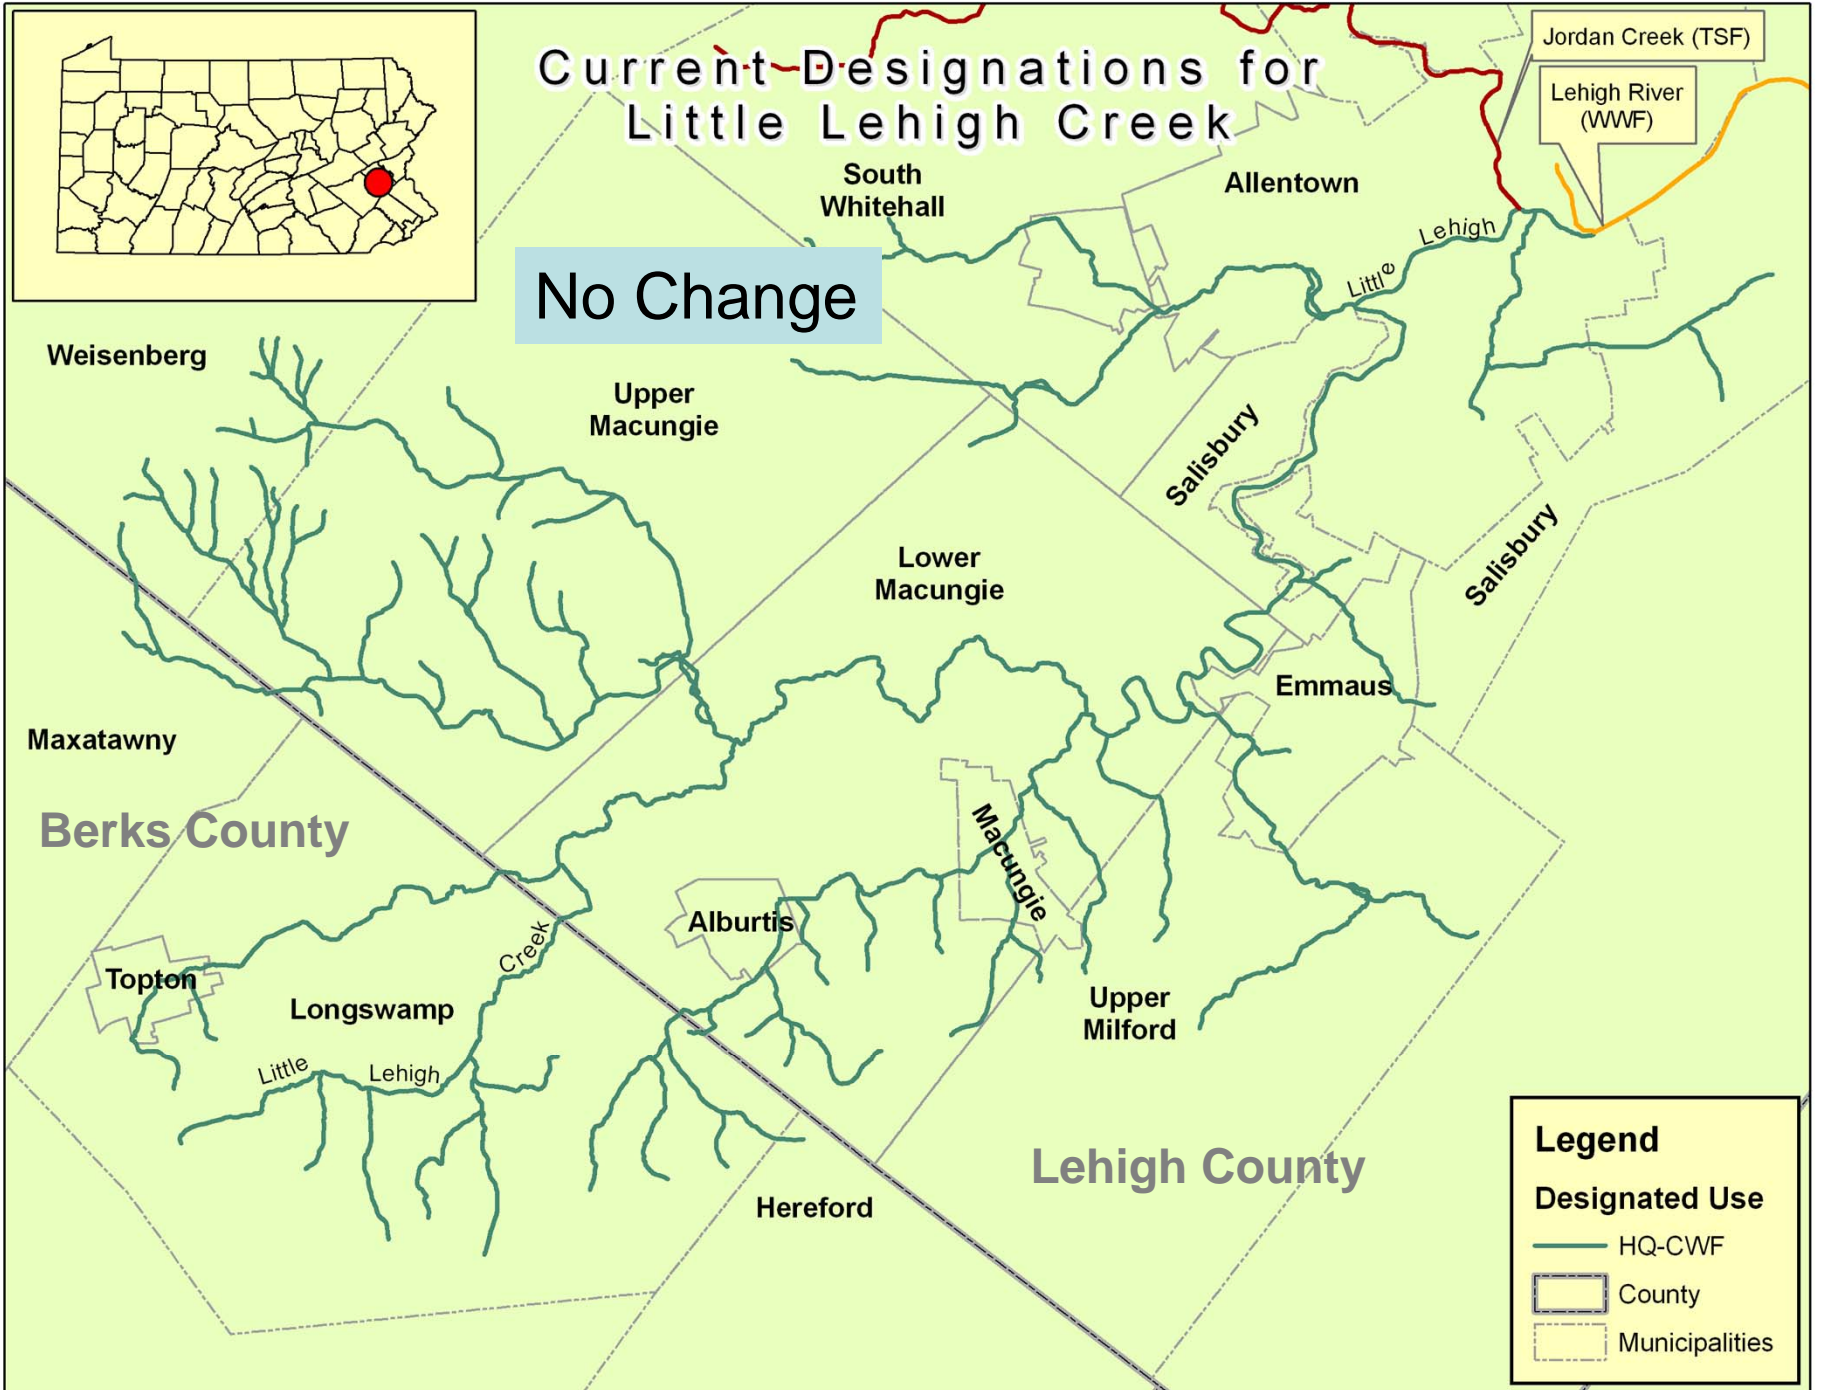 Current Designations for
Little Lehigh Creek
Jordan Creek (TSF)
Lehigh River
(WWF)
South
Whitehall
Allentown
Little Lehigh
No Change
Weisenberg
Upper
Macungie
Salisbury
Lower
Macungie
Salisbury
Emmaus
Maxatawny
Berks County
Macungie
Alburtis
Creek
Topton
Longswamp
Upper
Milford
Little Lehigh
Lehigh County
Hereford
Legend
Designated Use
HQ-CWF
County
Municipalities